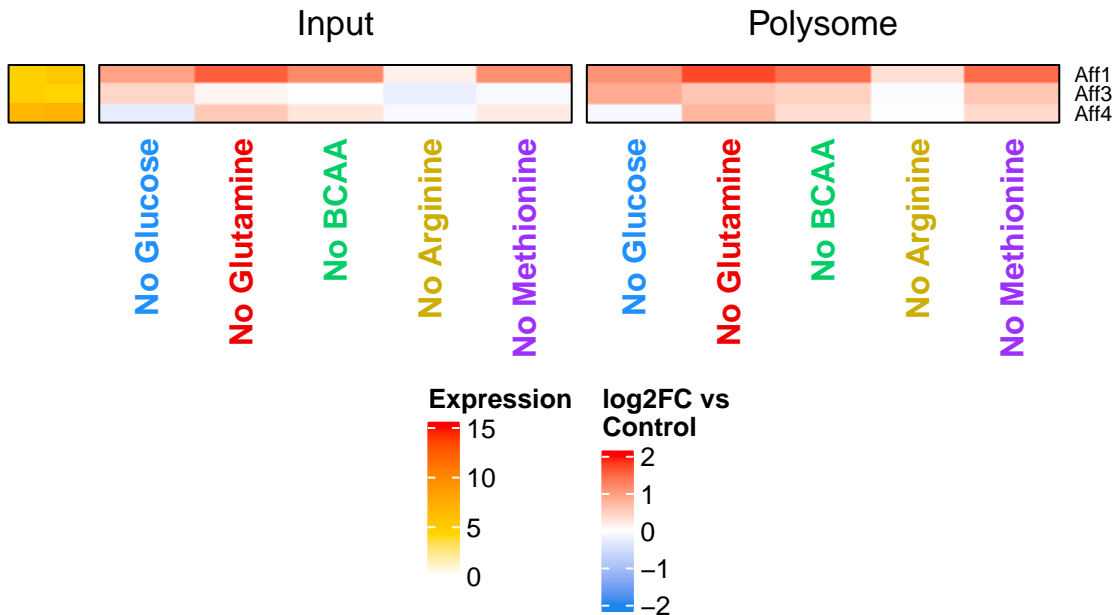 Input
Polysome
Aff1
Aff3
Aff4
No Glucose
No Glutamine
No BCAA
No Arginine
No Methionine
No Glucose
No Glutamine
No BCAA
No Arginine
No Methionine
Expression
15
10
5
0
log2FC vs
Control
2
1
0
−1
−2